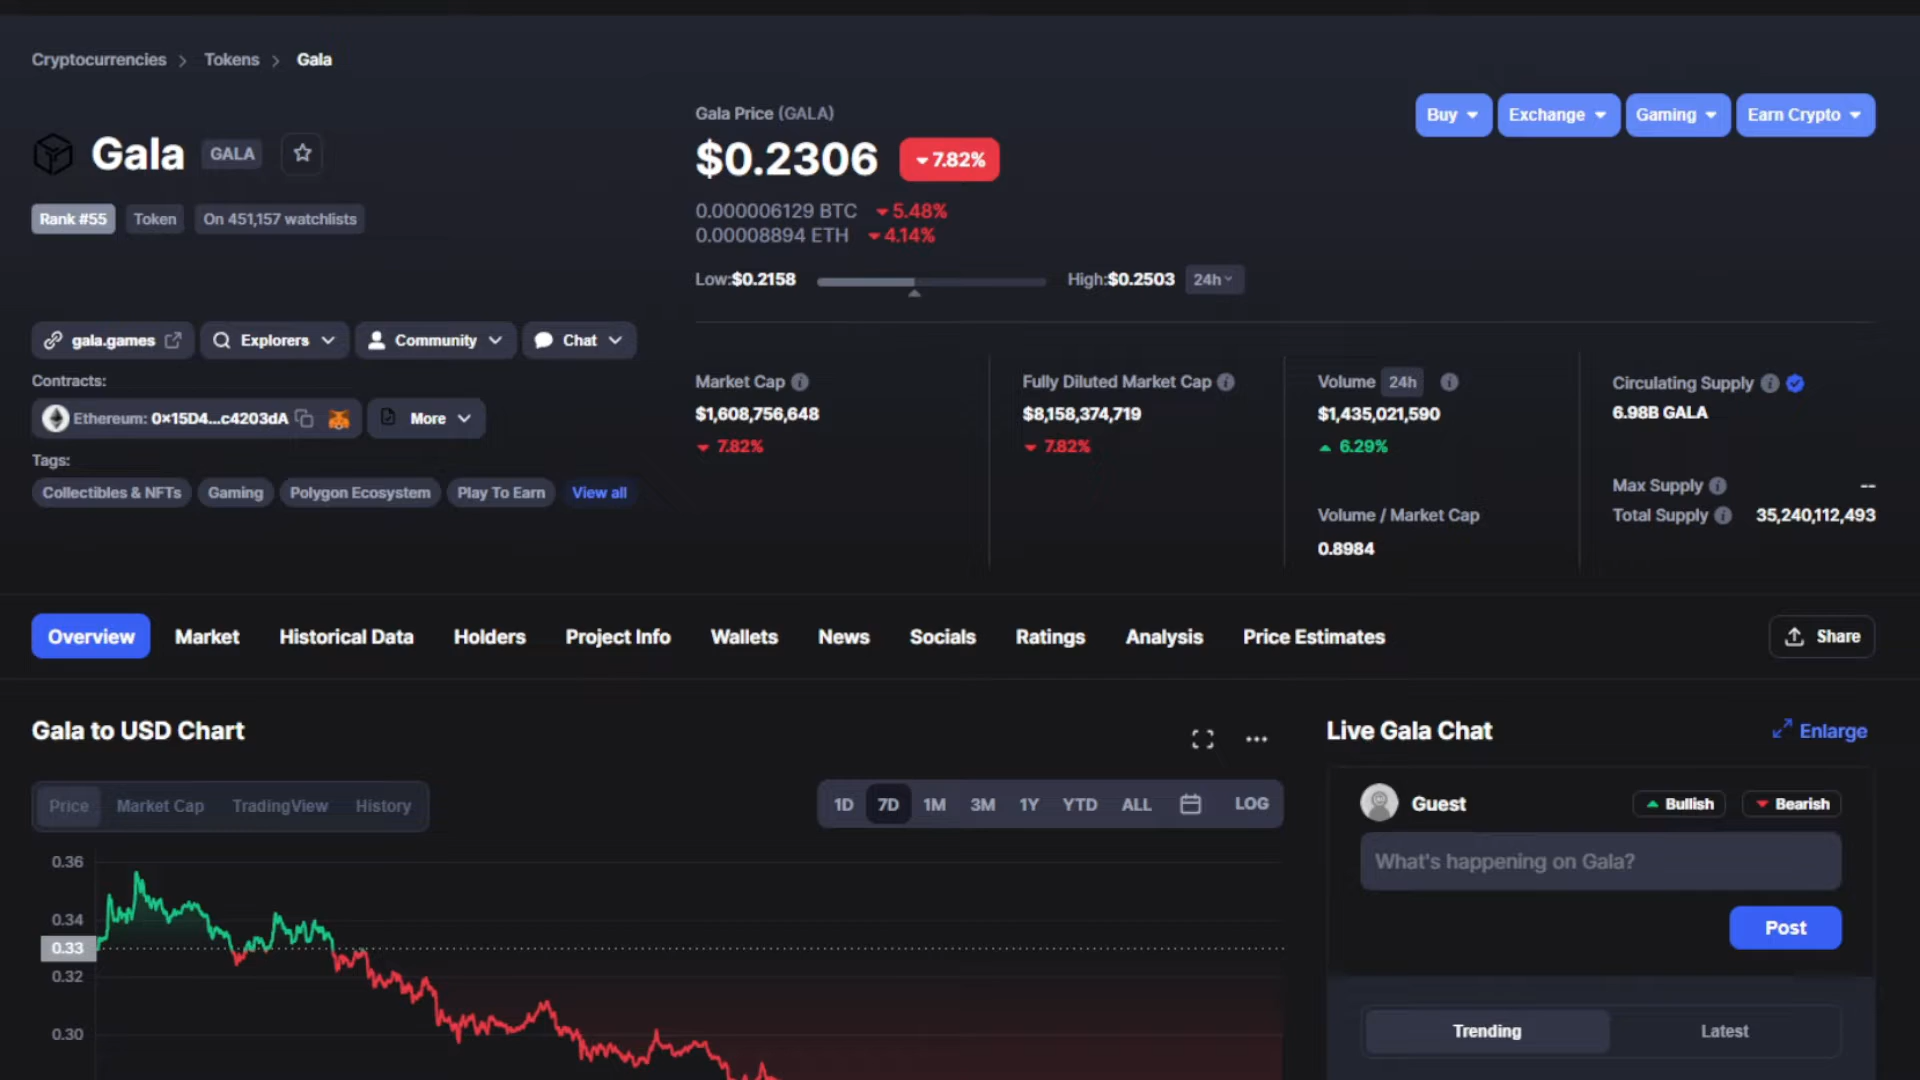 Cryptocurrencies > Tokens > Gala
Gala GALA
Rank #55 Token On 451,157 watchlists
gala.games Explorers Community Chat
Contracts:
Ethereum: 0x15D4...c4203dA More
Tags:
Collectibles & NFTs Gaming Polygon Ecosystem Play To Earn View all
Gala Price (GALA)
$0.2306 7.82%
0.000006129 BTC 5.48%
0.00008894 ETH 4.14%
Low:$0.2158 High:$0.2503 24h
Buy Exchange Gaming Earn Crypto
Market Cap
$1,608,756,648
7.82%
Fully Diluted Market Cap
$8,158,374,719
7.82%
Volume 24h
$1,435,021,590
6.29%
Volume / Market Cap
0.8984
Circulating Supply
6.98B GALA
Max Supply --
Total Supply 35,240,112,493
Overview Market Historical Data Holders Project Info Wallets News Socials Ratings Analysis Price Estimates Share
Gala to USD Chart
Price Market Cap TradingView History
1D 7D 1M 3M 1Y YTD ALL LOG
0.36
0.34
0.33
0.32
0.30
Live Gala Chat Enlarge
Guest Bullish Bearish
What's happening on Gala?
Post
Trending Latest